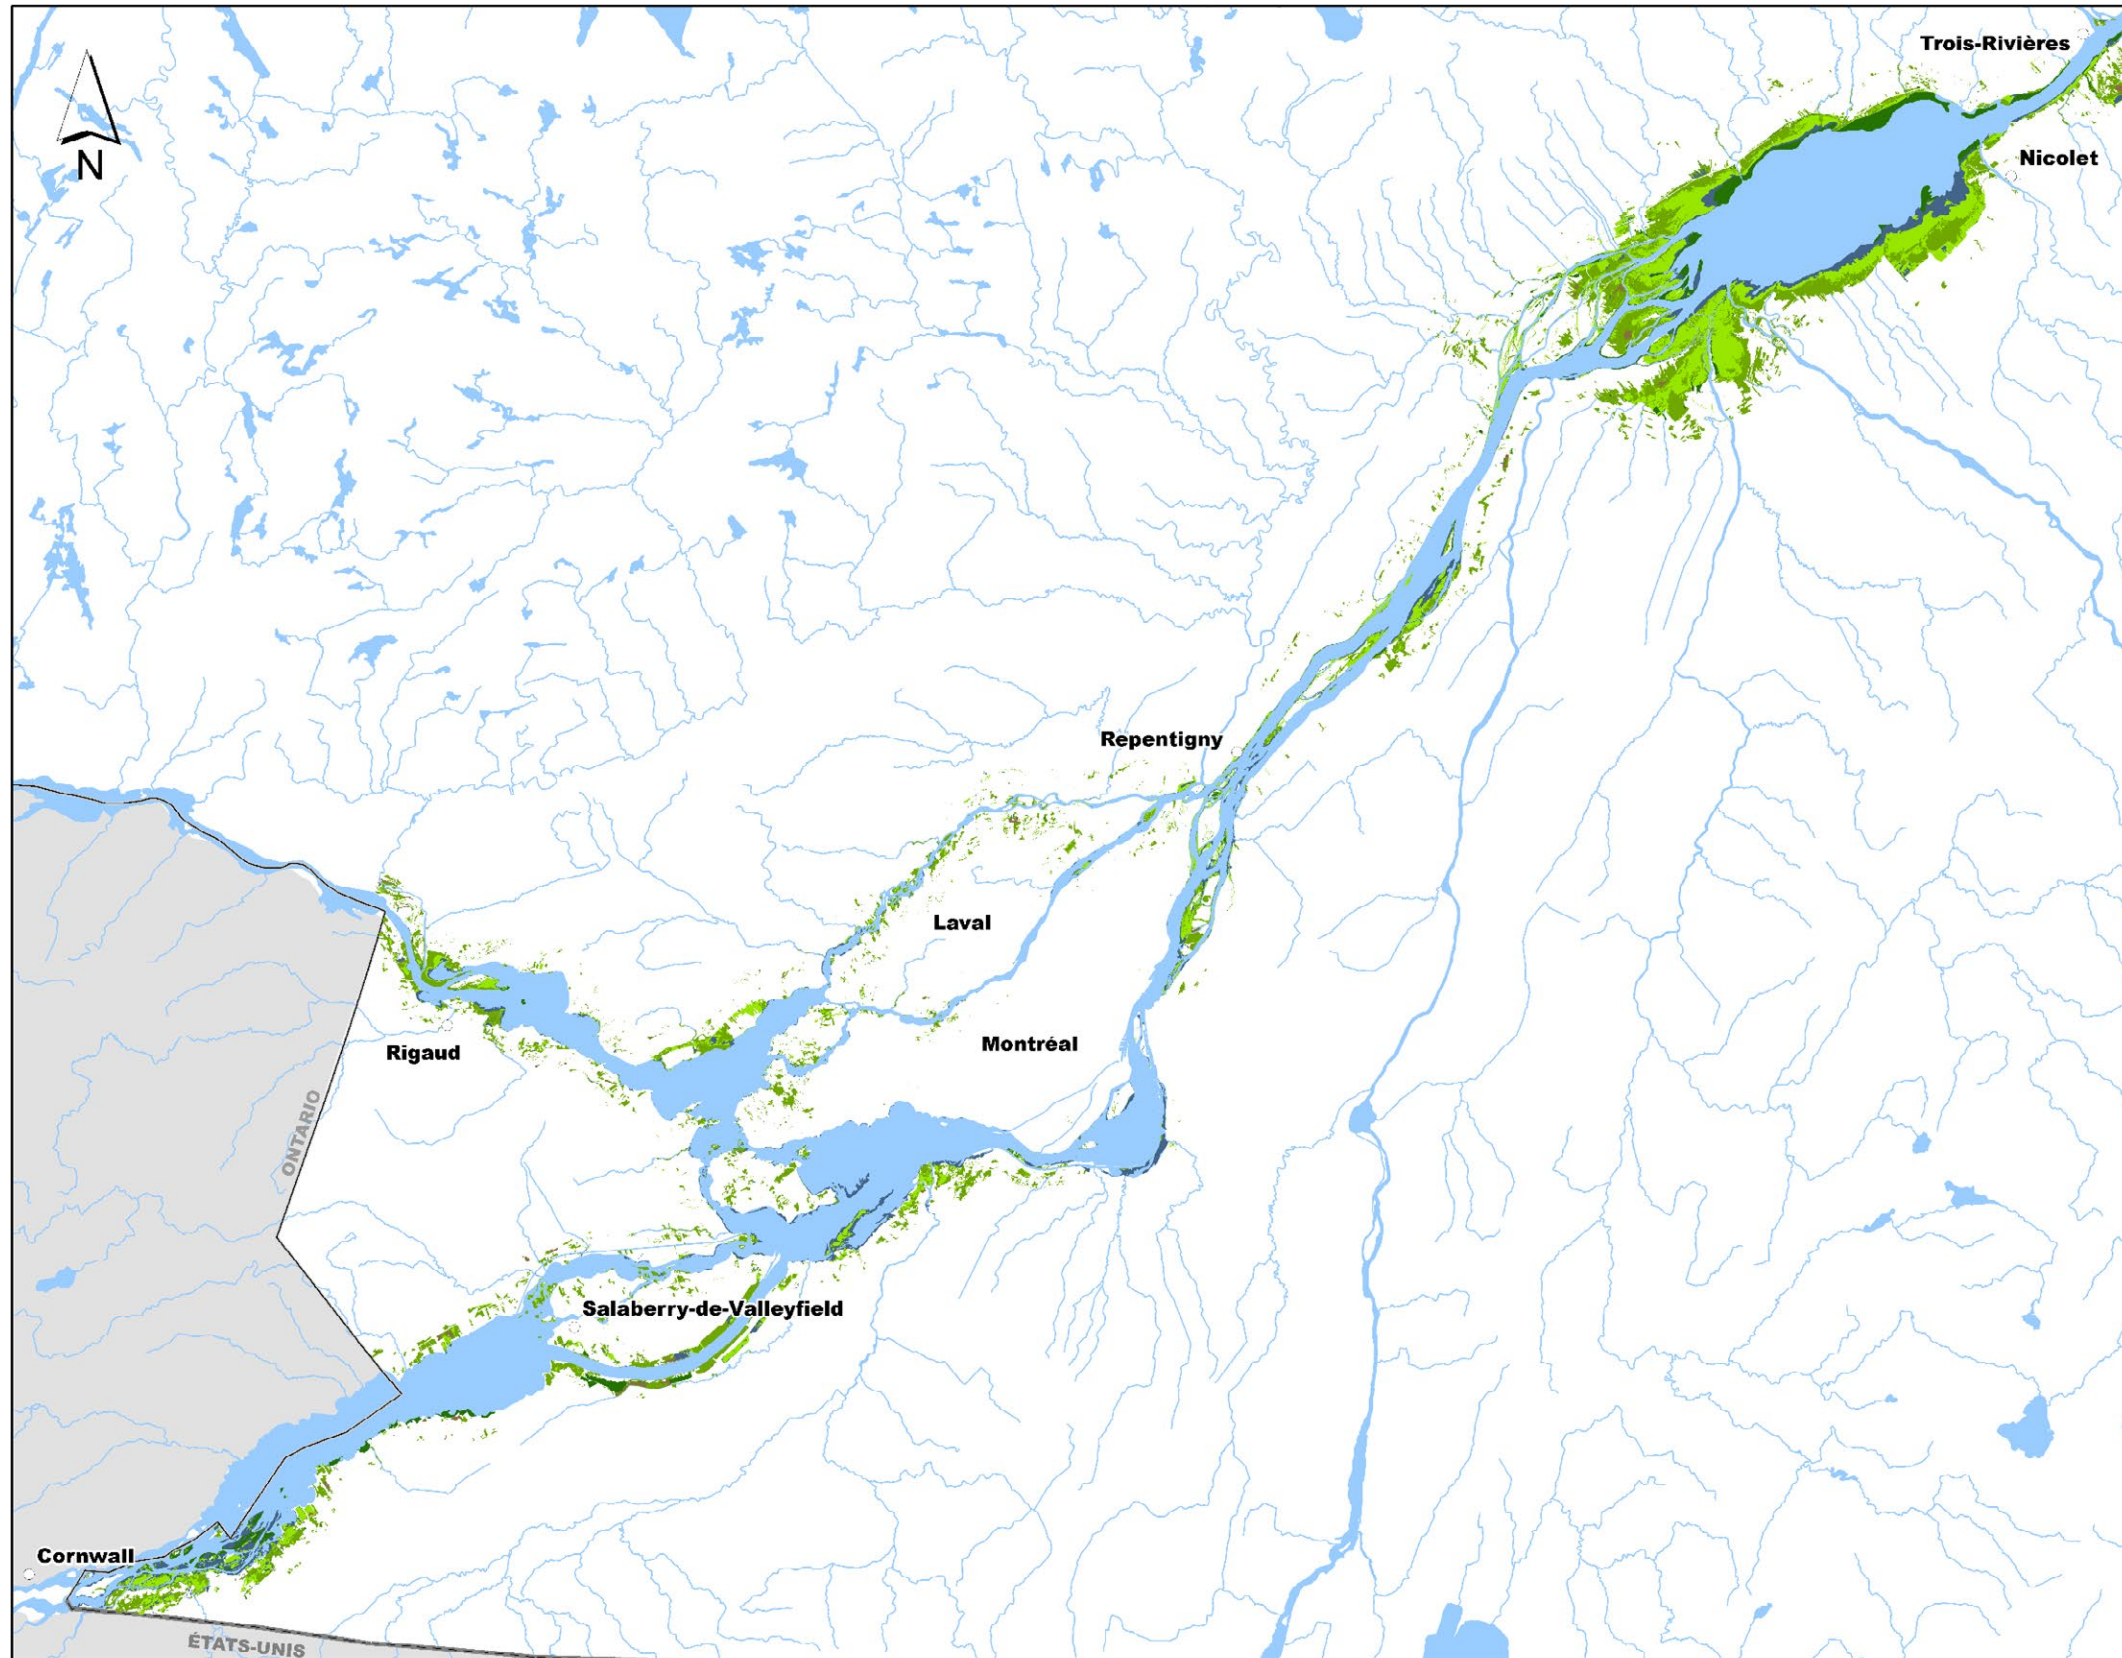 Trois-Rivières
N
Nicolet
Repentigny
Laval
Montréal
Rigaud
ONTARIO
Salaberry-de-Valleyfield
Cornwall
ÉTATS-UNIS